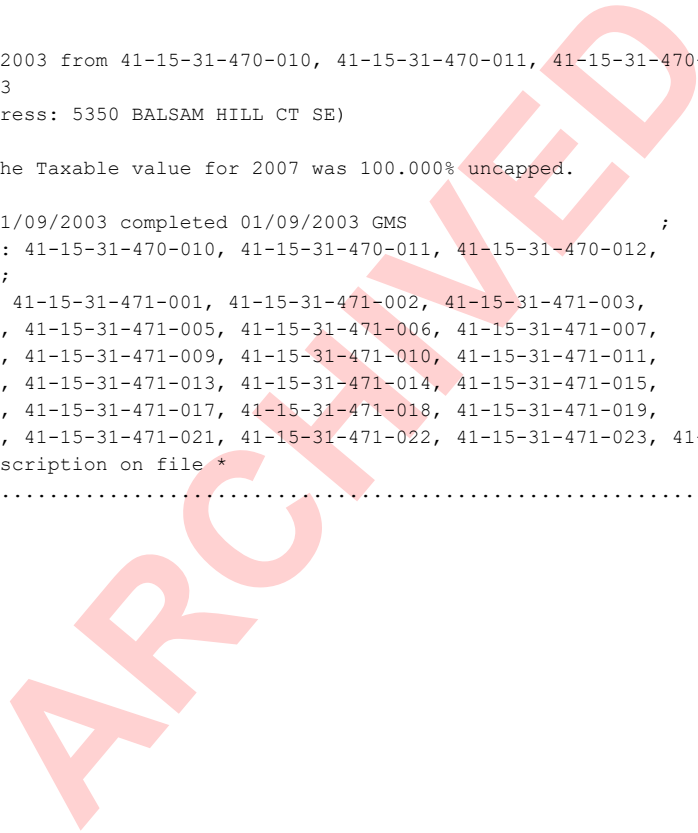 2003 from 41-15-31-470-010, 41-15-31-470-011, 41-15-31-470-
3
ress: 5350 BALSAM HILL CT SE)
he Taxable value for 2007 was 100.000% uncapped.
1/09/2003 completed 01/09/2003 GMS ;
: 41-15-31-470-010, 41-15-31-470-011, 41-15-31-470-012,
;
41-15-31-471-001, 41-15-31-471-002, 41-15-31-471-003,
, 41-15-31-471-005, 41-15-31-471-006, 41-15-31-471-007,
, 41-15-31-471-009, 41-15-31-471-010, 41-15-31-471-011,
, 41-15-31-471-013, 41-15-31-471-014, 41-15-31-471-015,
, 41-15-31-471-017, 41-15-31-471-018, 41-15-31-471-019,
, 41-15-31-471-021, 41-15-31-471-022, 41-15-31-471-023, 41-
scription on file *
..........................................................
ARCHIVED